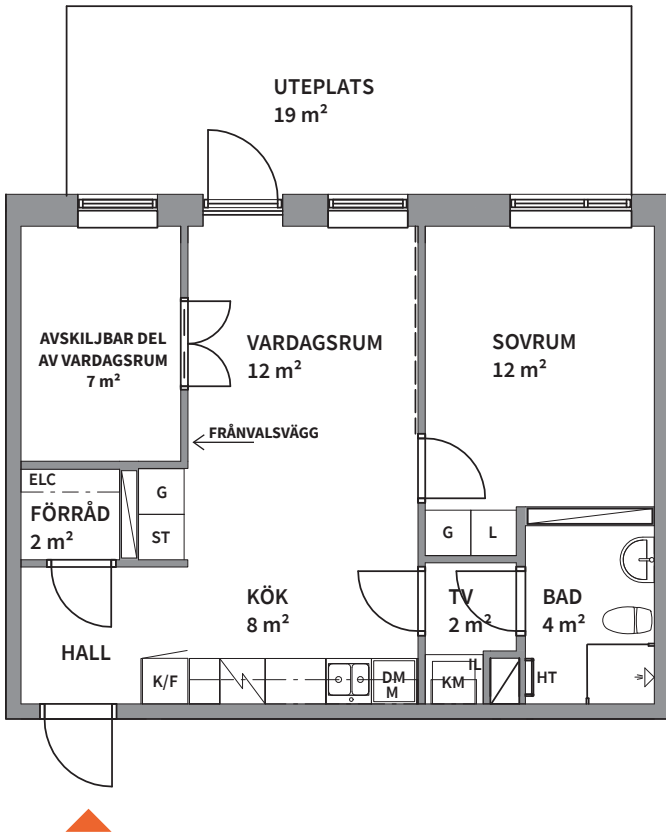 UTEPLATS
19 m²
AVSKILJBAR DEL
AV VARDAGSRUM
7 m²
VARDAGSRUM
12 m²
SOVRUM
12 m²
FRÅNVALSVÄGG
ELC
FÖRRÅD
2 m²
G
ST
G
L
KÖK
8 m²
TV
2 m²
BAD
4 m²
HALL
K/F
DM
M
IL
KM
HT